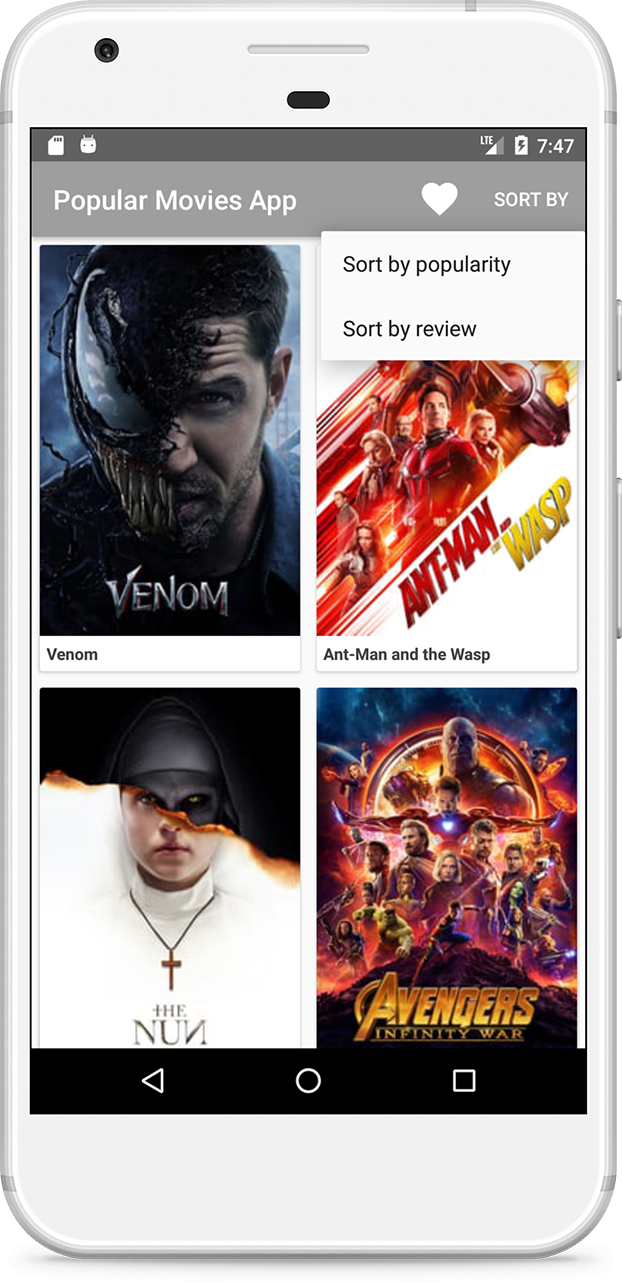 LTE 7:47
Popular Movies App SORT BY
Sort by popularity
Sort by review
VENOM
ANT-MAN
AND
THE
WASP
Venom
Ant-Man and the Wasp
THE
NUN
AVENGERS
INFINITY WAR